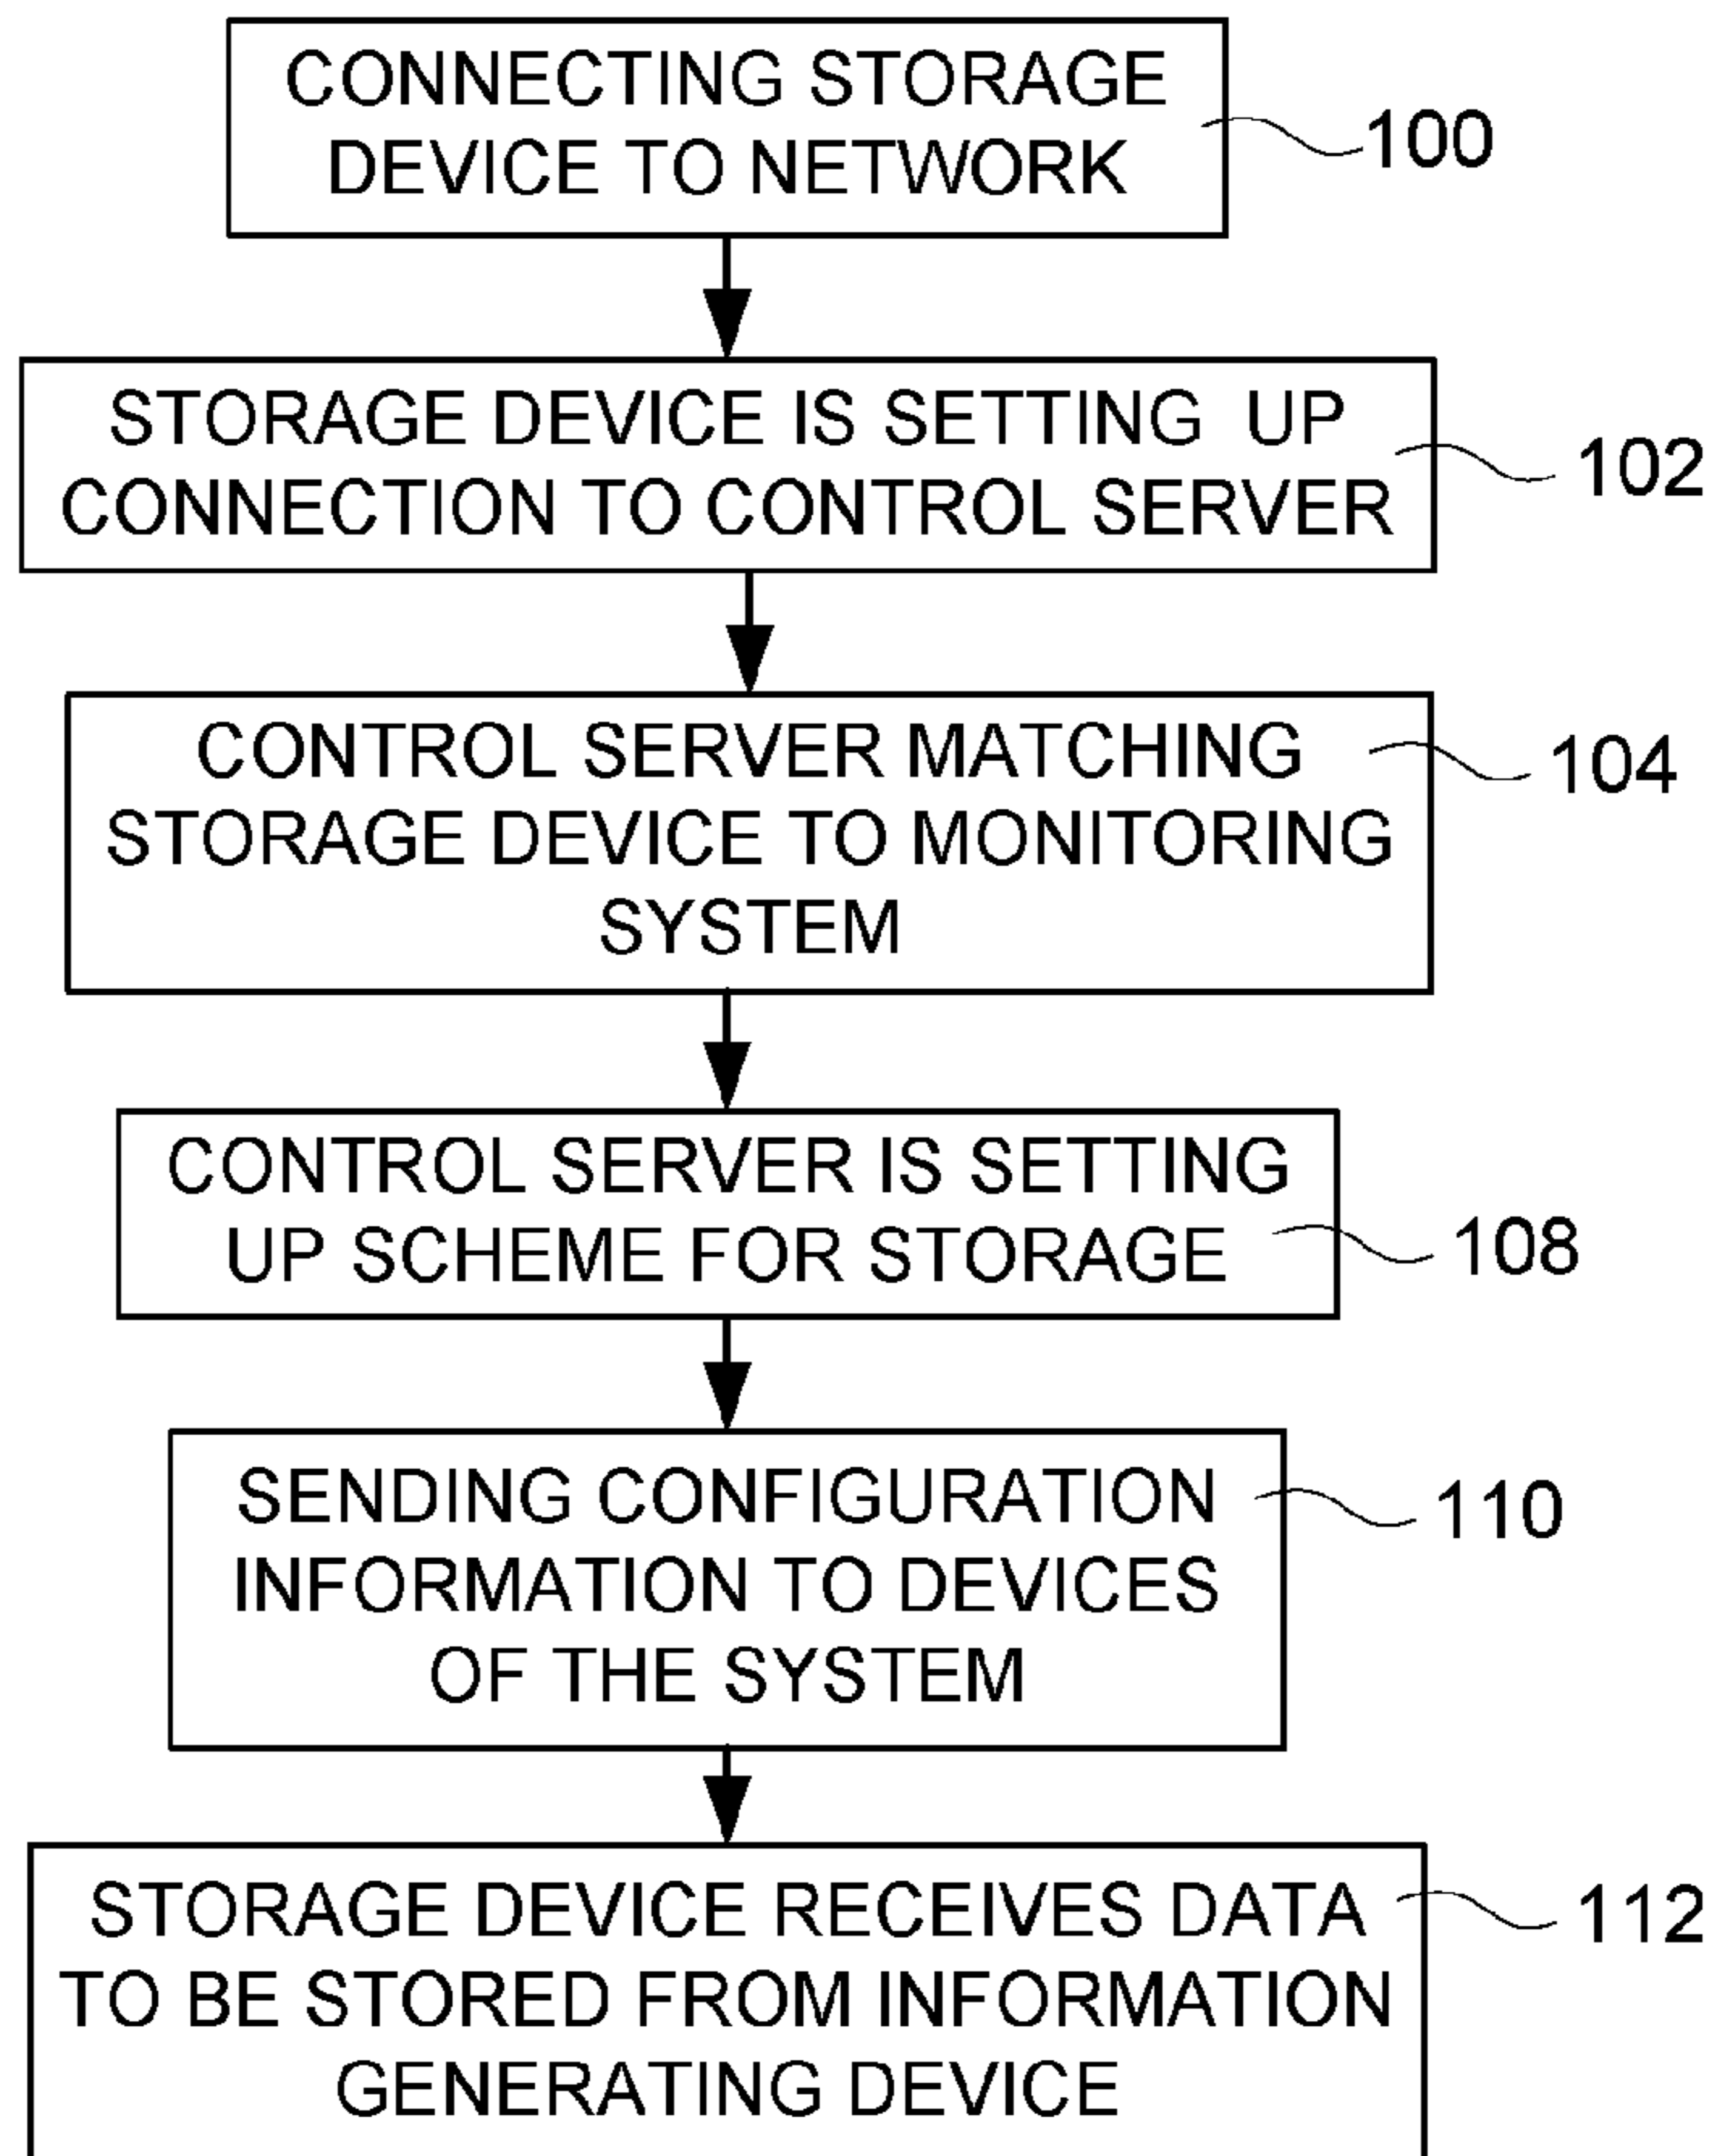 CONNECTING STORAGE
DEVICE TO NETWORK
100
STORAGE DEVICE IS SETTING UP
CONNECTION TO CONTROL SERVER
102
CONTROL SERVER MATCHING
STORAGE DEVICE TO MONITORING
SYSTEM
104
CONTROL SERVER IS SETTING
UP SCHEME FOR STORAGE
108
SENDING CONFIGURATION
INFORMATION TO DEVICES
OF THE SYSTEM
110
STORAGE DEVICE RECEIVES DATA
TO BE STORED FROM INFORMATION
GENERATING DEVICE
112